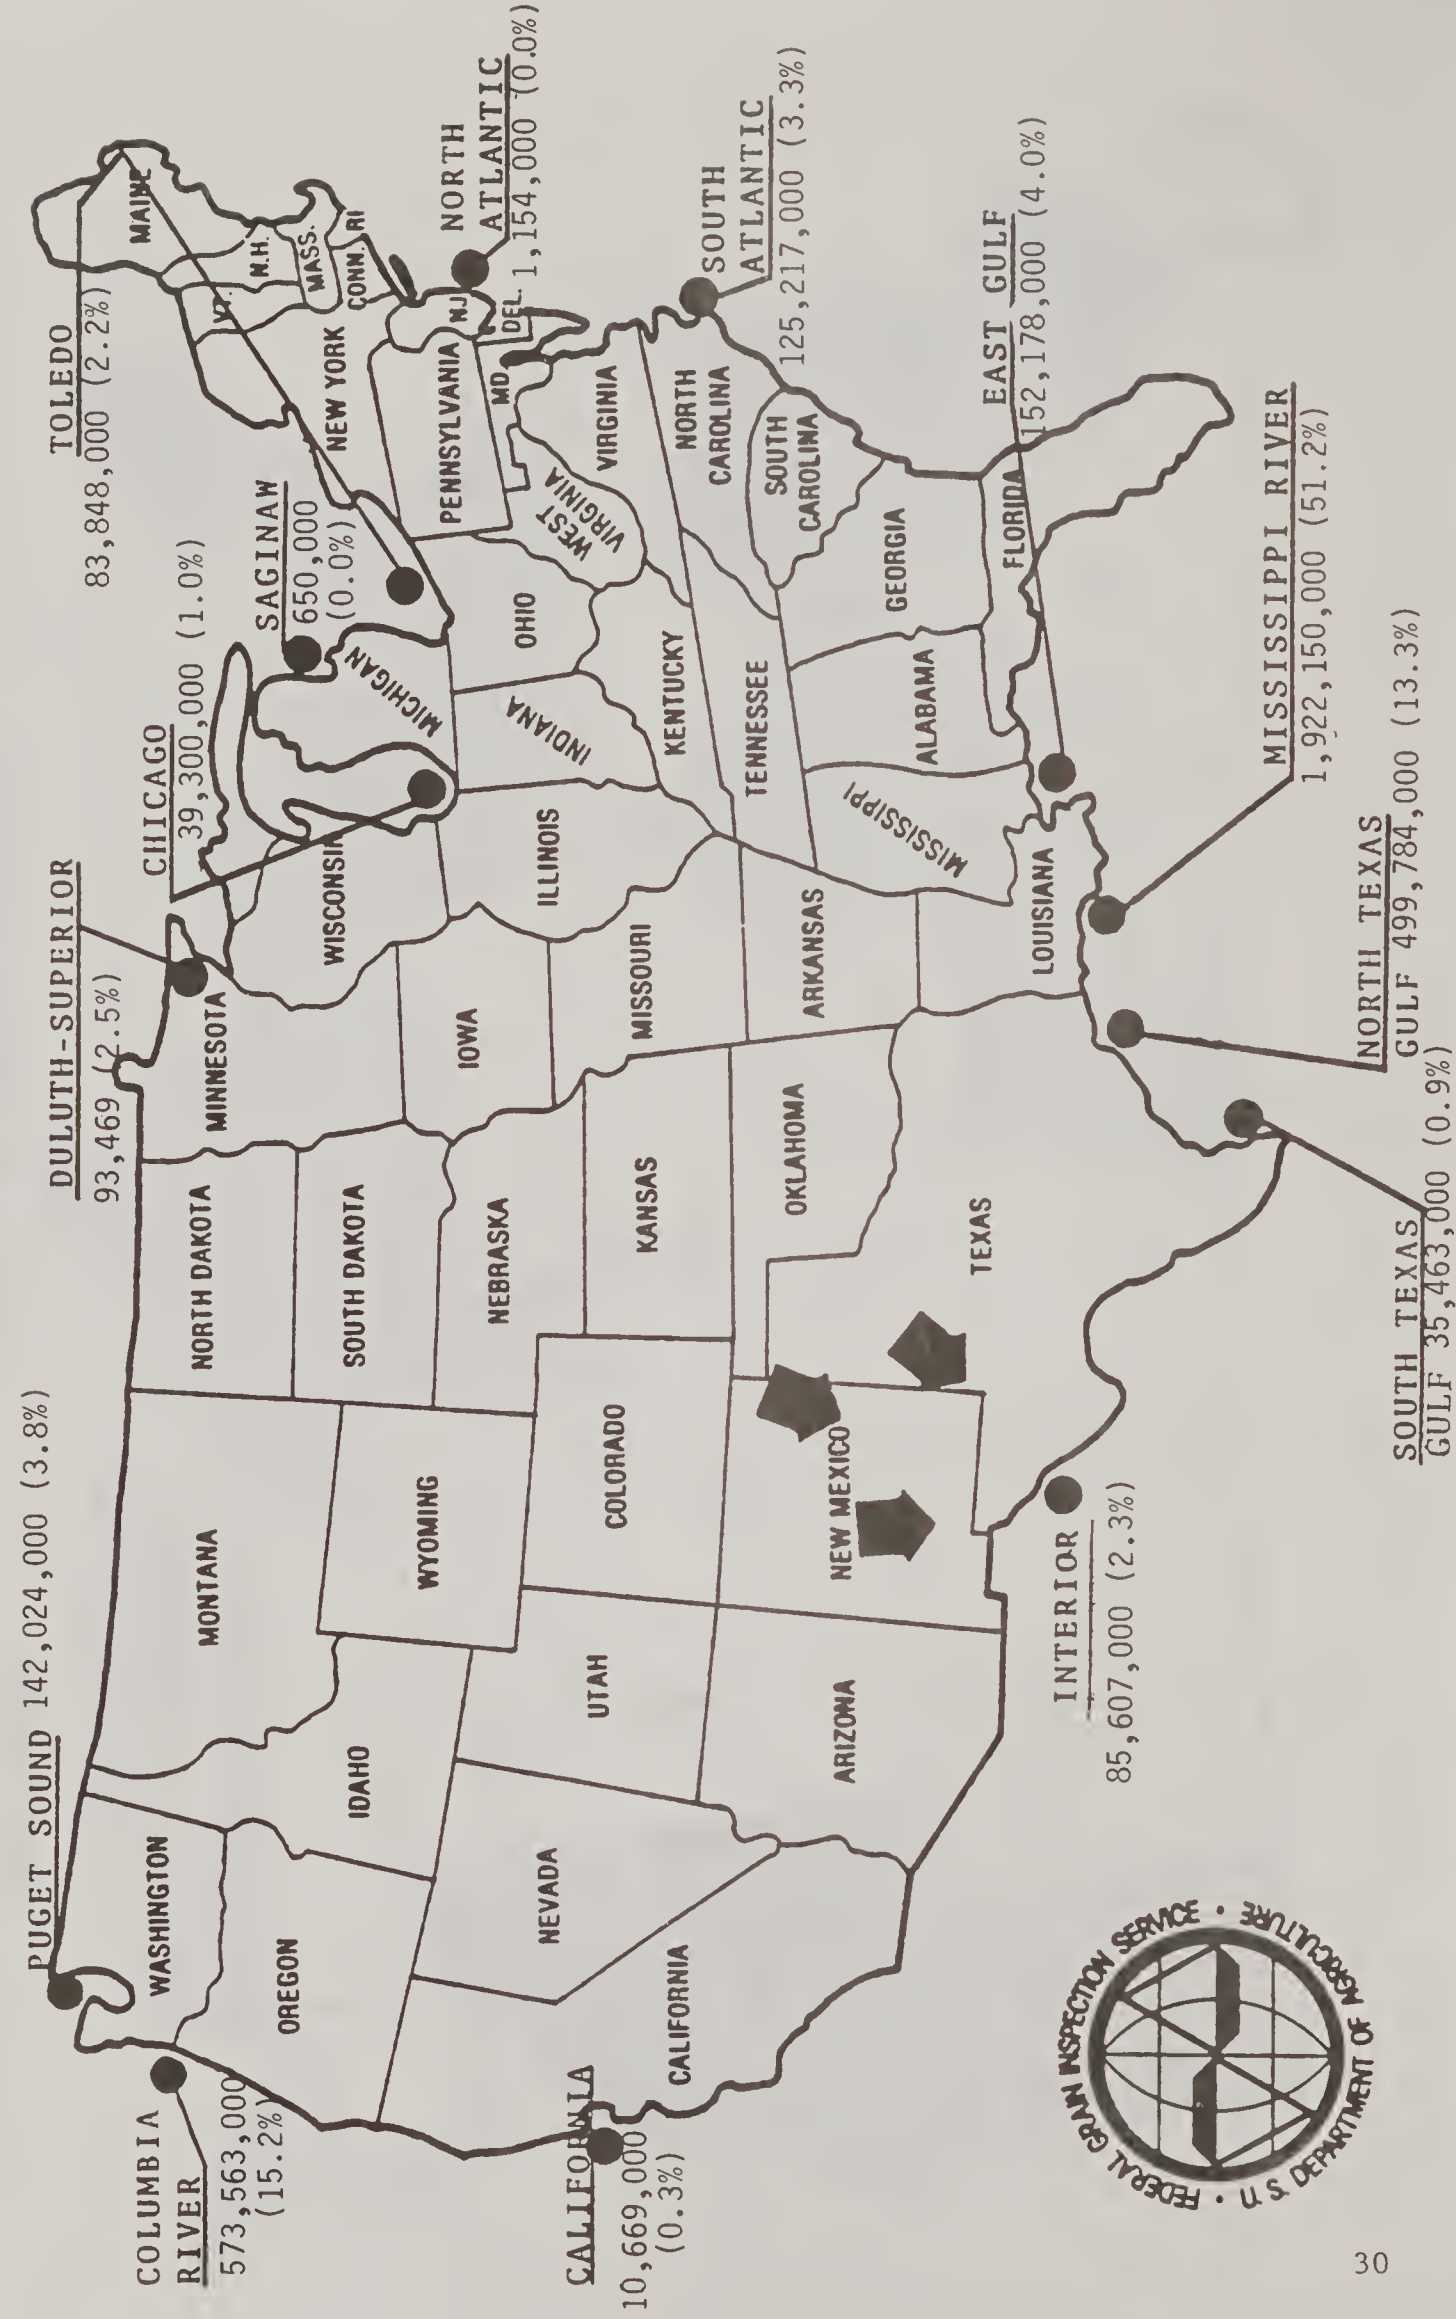 PUGET SOUND 142,024,000 (3.8%)
DULUTH-SUPERIOR
93,469 (2.5%)
CHICAGO
39,300,000 (1.0%)
SAGINAW
650,000
(0.0%)
TOLEDO
83,848,000 (2.2%)
COLUMBIA
RIVER
573,563,000
(15.2%)
CALIFORNIA
10,669,000
(0.3%)
NORTH
ATLANTIC
1,154,000 (0.0%)
SOUTH
ATLANTIC
125,217,000 (3.3%)
EAST GULF
152,178,000 (4.0%)
MISSISSIPPI RIVER
1,922,150,000 (51.2%)
NORTH TEXAS
GULF 499,784,000 (13.3%)
SOUTH TEXAS
GULF 35,463,000 (0.9%)
INTERIOR
85,607,000 (2.3%)
WASHINGTON
OREGON
CALIFORNIA
NEVADA
IDAHO
MONTANA
WYOMING
UTAH
ARIZONA
COLORADO
NEW MEXICO
NORTH DAKOTA
SOUTH DAKOTA
NEBRASKA
KANSAS
OKLAHOMA
TEXAS
MINNESOTA
IOWA
MISSOURI
ARKANSAS
LOUISIANA
WISCONSIN
ILLINOIS
MICHIGAN
INDIANA
OHIO
KENTUCKY
TENNESSEE
MISSISSIPPI
ALABAMA
GEORGIA
FLORIDA
SOUTH
CAROLINA
NORTH
CAROLINA
VIRGINIA
WEST
VIRGINIA
MD.
DEL.
NJ
PENNSYLVANIA
NEW YORK
CONN.
RI
MASS.
VT.
N.H.
MAINE
FEDERAL GRAIN INSPECTION SERVICE •
U.S. DEPARTMENT OF AGRICULTURE •
30